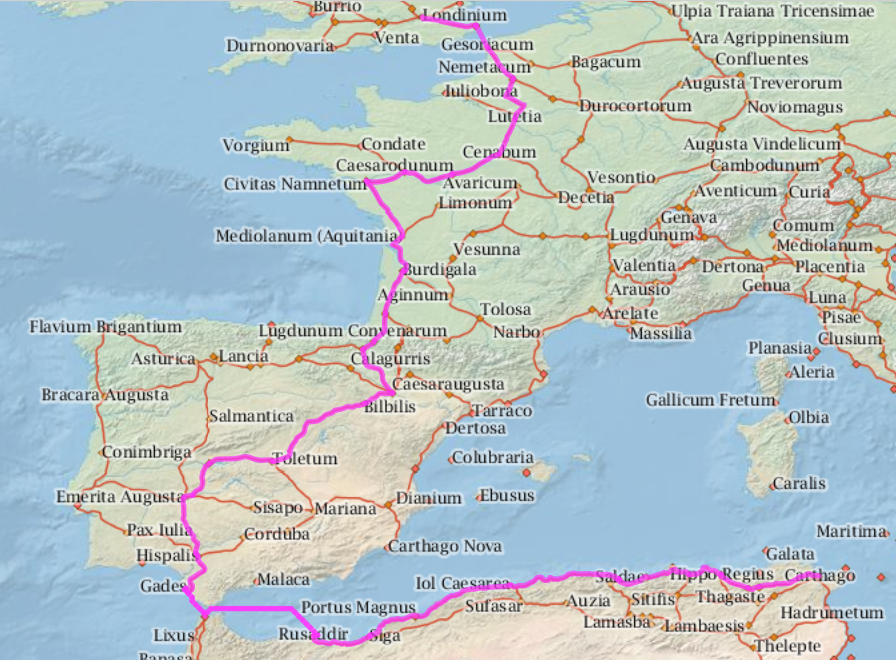 Burrio
Londinium
Ulpia Traiana Tricensimae
Durnonovaria
Venta
Gesoriacum
Ara Agrippinensium
Nemetacum
Bagacum
Confluentes
Iuliobona
Augusta Treverorum
Durocortorum
Noviomagus
Lutetia
Vorgium
Condate
Cenabum
Augusta Vindelicum
Caesarodunum
Cambodunum
Civitas Namnetum
Avaricum
Vesontio
Decetia
Aventicum
Curia
Limonum
Genava
Comum
Mediolanum (Aquitania
Lugdunum
Mediolanum
Vesunna
Burdigala
Valentia
Dertona
Placentia
Aginnum
Arausio
Genua
Luna
Tolosa
Arelate
Pisae
Flavium Brigantium
Lugdunum Convenarum
Narbo
Massilia
Clusium
Asturica
Lancia
Calagurris
Planasia
Aleria
Bracara Augusta
Caesaraugusta
Gallicum Fretum
Salmantica
Bilbilis
Tarraco
Olbia
Dertosa
Conimbriga
Toletum
Colubraria
Caralis
Emerita Augusta
Sisapo
Mariana
Dianium
Ebusus
Pax Iulia
Corduba
Maritima
Hispalis
Carthago Nova
Galata
Gades
Malaca
Iol Caesarea
Saldae
Hippo Regius
Carthago
Portus Magnus
Sufasar
Auzia
Sitifis
Thagaste
Hadrumetum
Lixus
Rusaddir
Siga
Lamasba
Lambaesis
Thelepte
Banasa